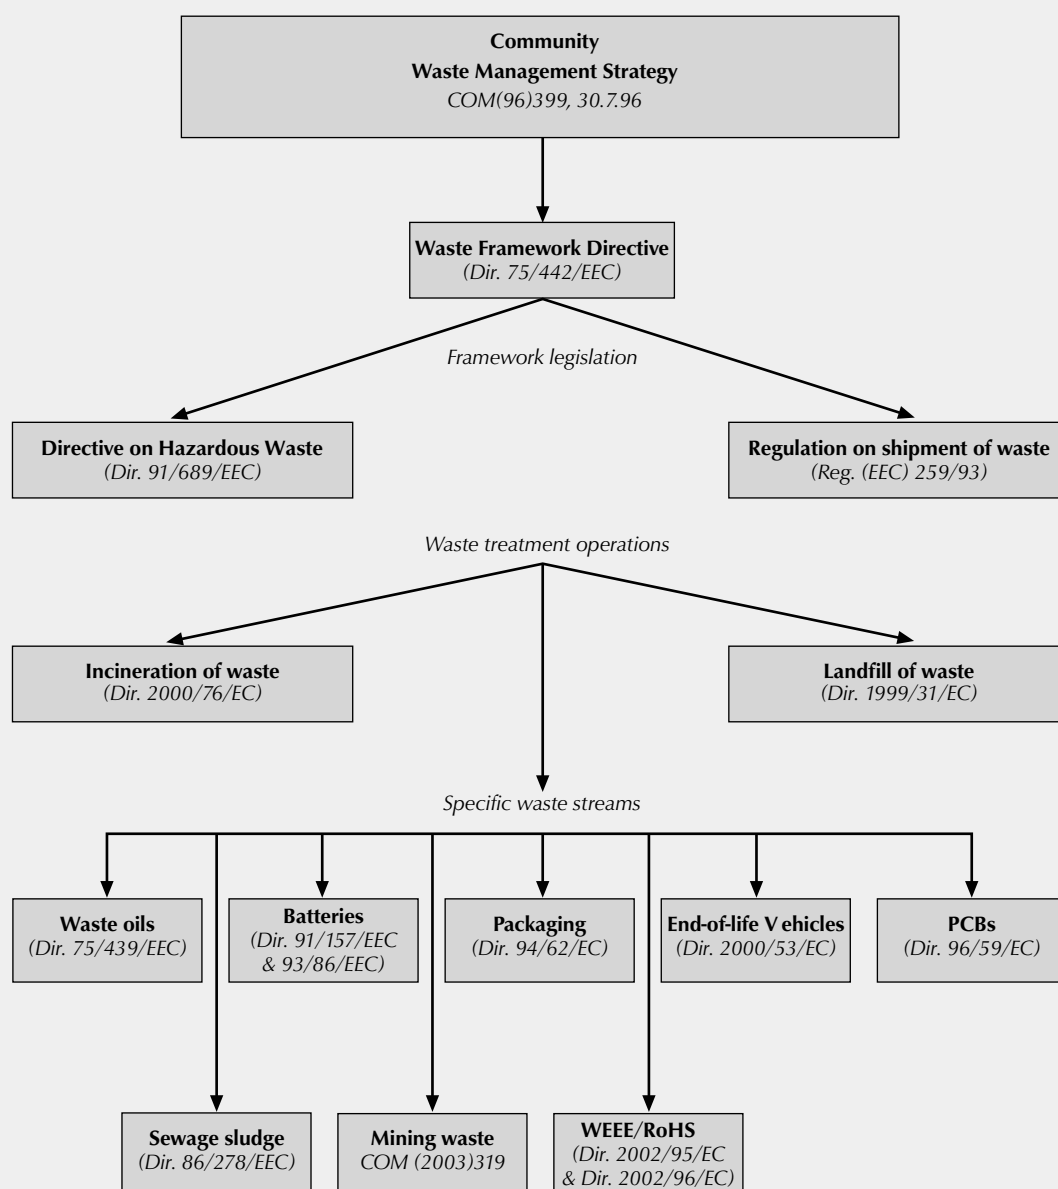 Community
Waste Management Strategy
COM(96)399, 30.7.96
Waste Framework Directive
(Dir. 75/442/EEC)
Framework legislation
Directive on Hazardous Waste
(Dir. 91/689/EEC)
Regulation on shipment of waste
(Reg. (EEC) 259/93)
Waste treatment operations
Incineration of waste
(Dir. 2000/76/EC)
Landfill of waste
(Dir. 1999/31/EC)
Specific waste streams
Waste oils
(Dir. 75/439/EEC)
Batteries
(Dir. 91/157/EEC
& 93/86/EEC)
Packaging
(Dir. 94/62/EC)
End-of-life V ehicles
(Dir. 2000/53/EC)
PCBs
(Dir. 96/59/EC)
Sewage sludge
(Dir. 86/278/EEC)
Mining waste
COM (2003)319
WEEE/RoHS
(Dir. 2002/95/EC
& Dir. 2002/96/EC)